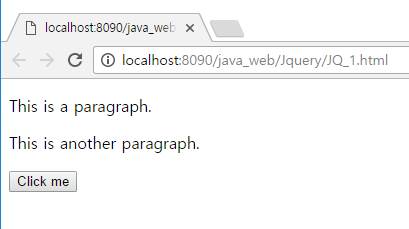 localhost:8090/java_web
localhost:8090/java_web/Jquery/JQ_1.html
This is a paragraph.
This is another paragraph.
Click me